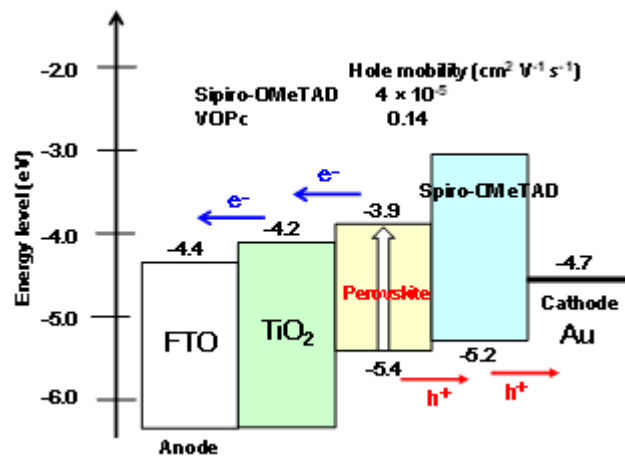 Hole mobility (cm² V⁻¹ s⁻¹)
Sipiro-OMeTAD 4 × 10⁻⁵
VOPc 0.14
Energy level (eV)
-2.0
-3.0
-4.0
-5.0
-6.0
e⁻
e⁻
Spiro-OMeTAD
-4.4
-4.2
-3.9
-4.7
FTO
TiO₂
Perovskite
Cathode
Au
-5.4
-5.2
h⁺
h⁺
Anode